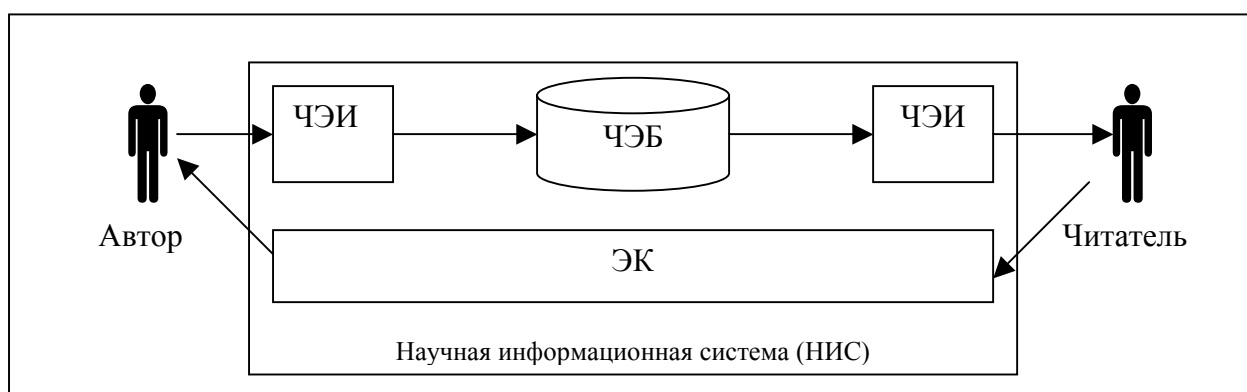 ЧЭИ
ЧЭБ
ЧЭИ
Автор
Читатель
ЭК
Научная информационная система (НИС)